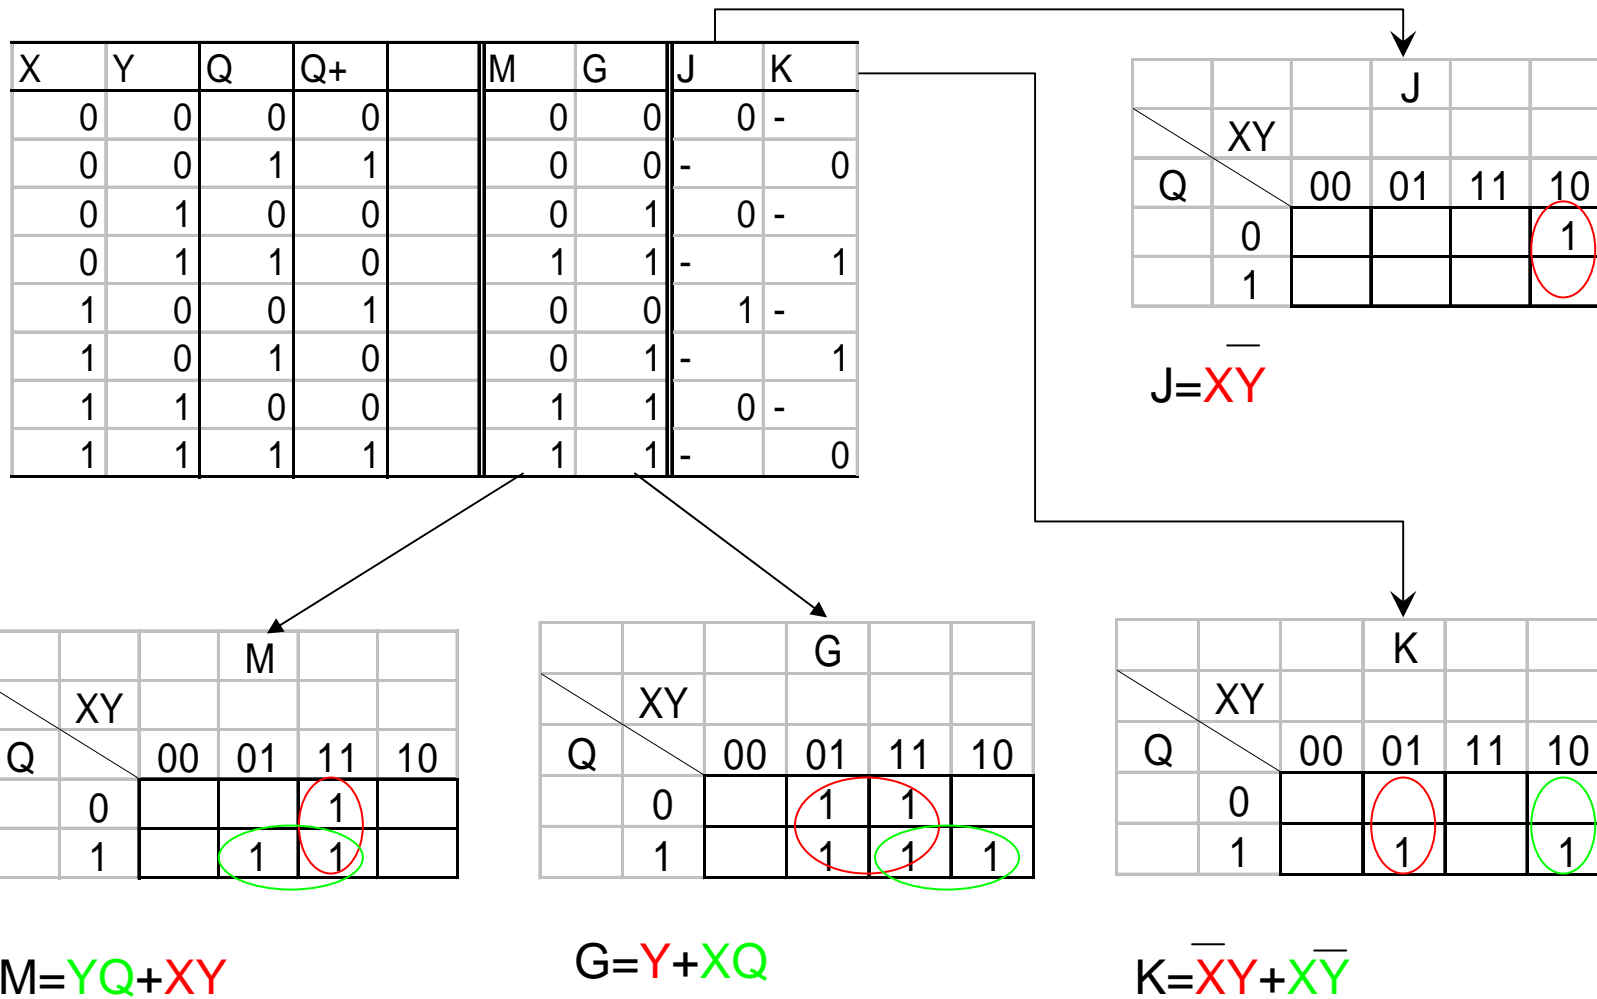 X Y Q Q+ M G J K
0 0 0 0 0 0 0 -
0 0 1 1 0 0 - 0
0 1 0 0 0 1 0 -
0 1 1 0 1 1 - 1
1 0 0 1 0 0 1 -
1 0 1 0 0 1 - 1
1 1 0 0 1 1 0 -
1 1 1 1 1 1 - 0
J
XY
Q 00 01 11 10
0 1
1
J=XY̅
M
XY
Q 00 01 11 10
0 1
1 1 1
M=YQ+XY
G
XY
Q 00 01 11 10
0 1 1
1 1 1 1
G=Y+XQ
K
XY
Q 00 01 11 10
0
1 1 1
K=X̅Y+XY̅